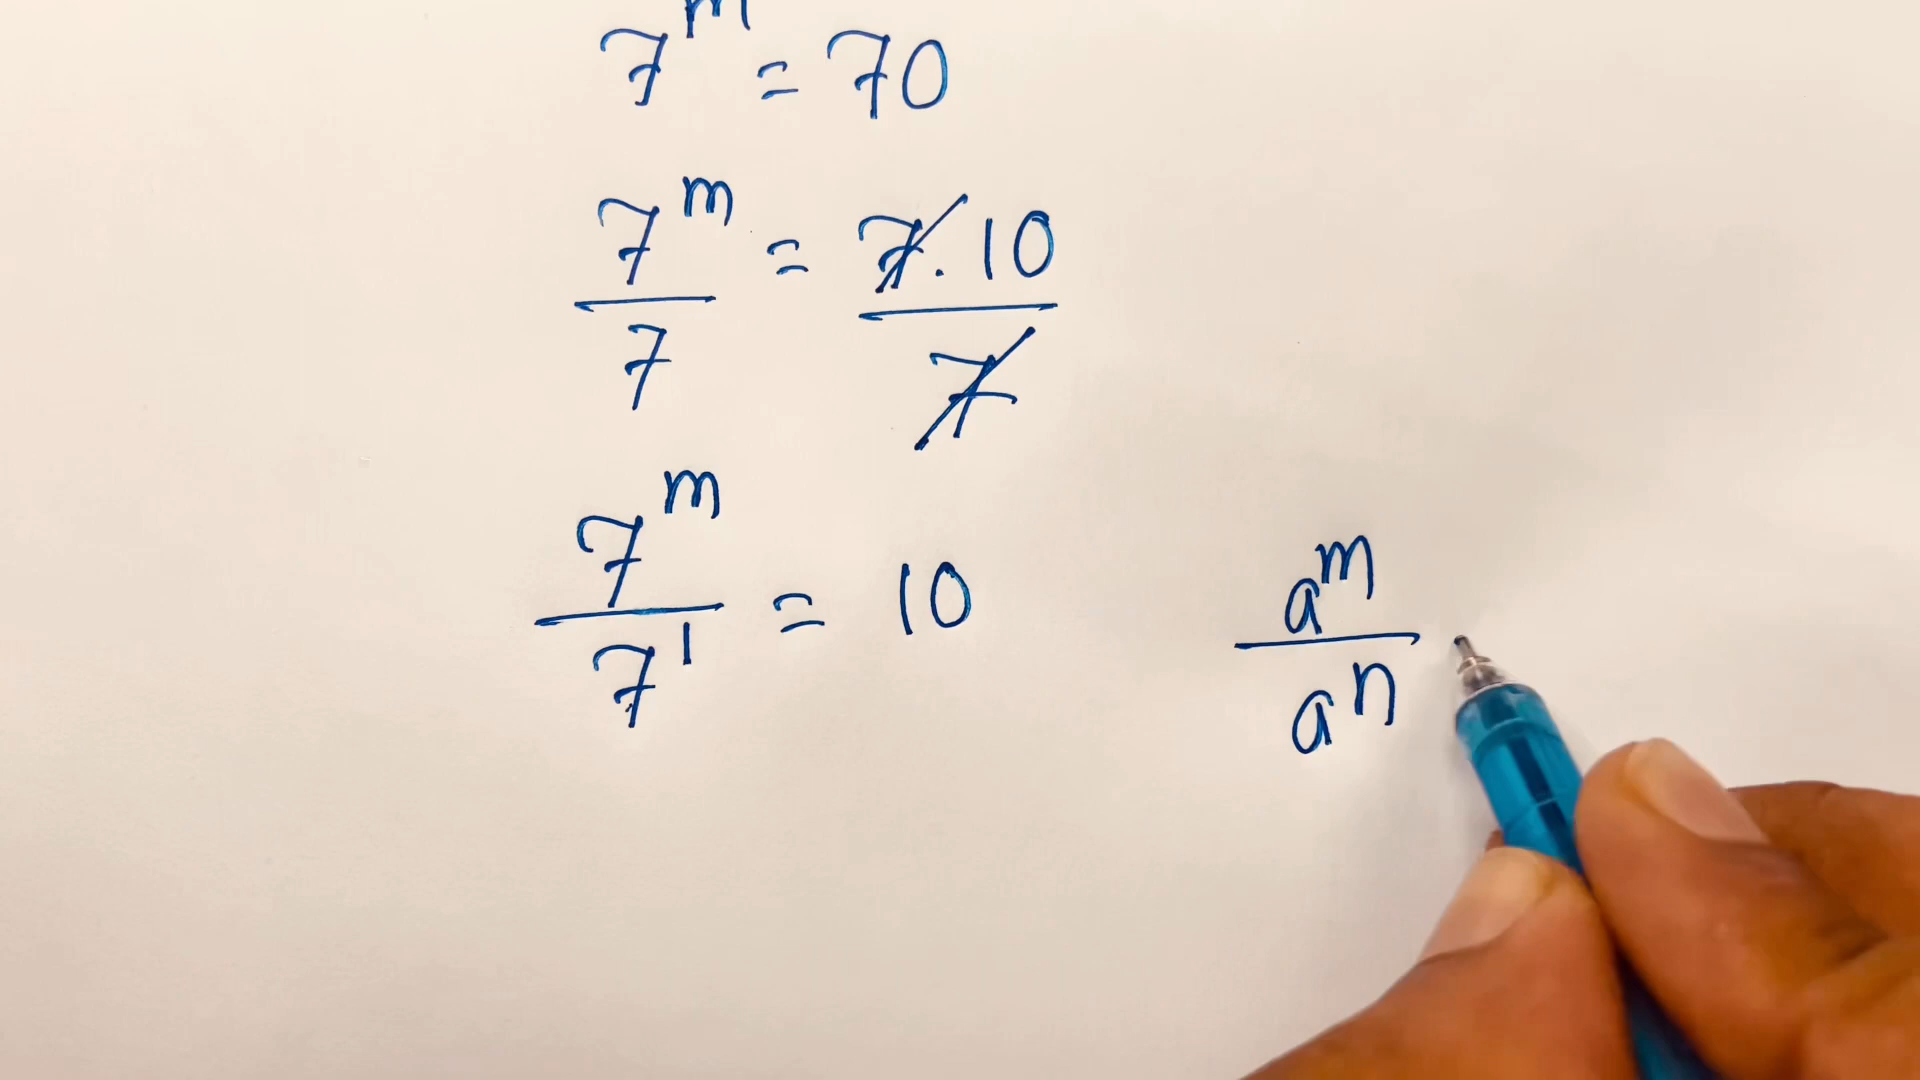 7^m = 70
7^m / 7 = 7 . 10 / 7
7^m / 7^1 = 10
a^m / a^n